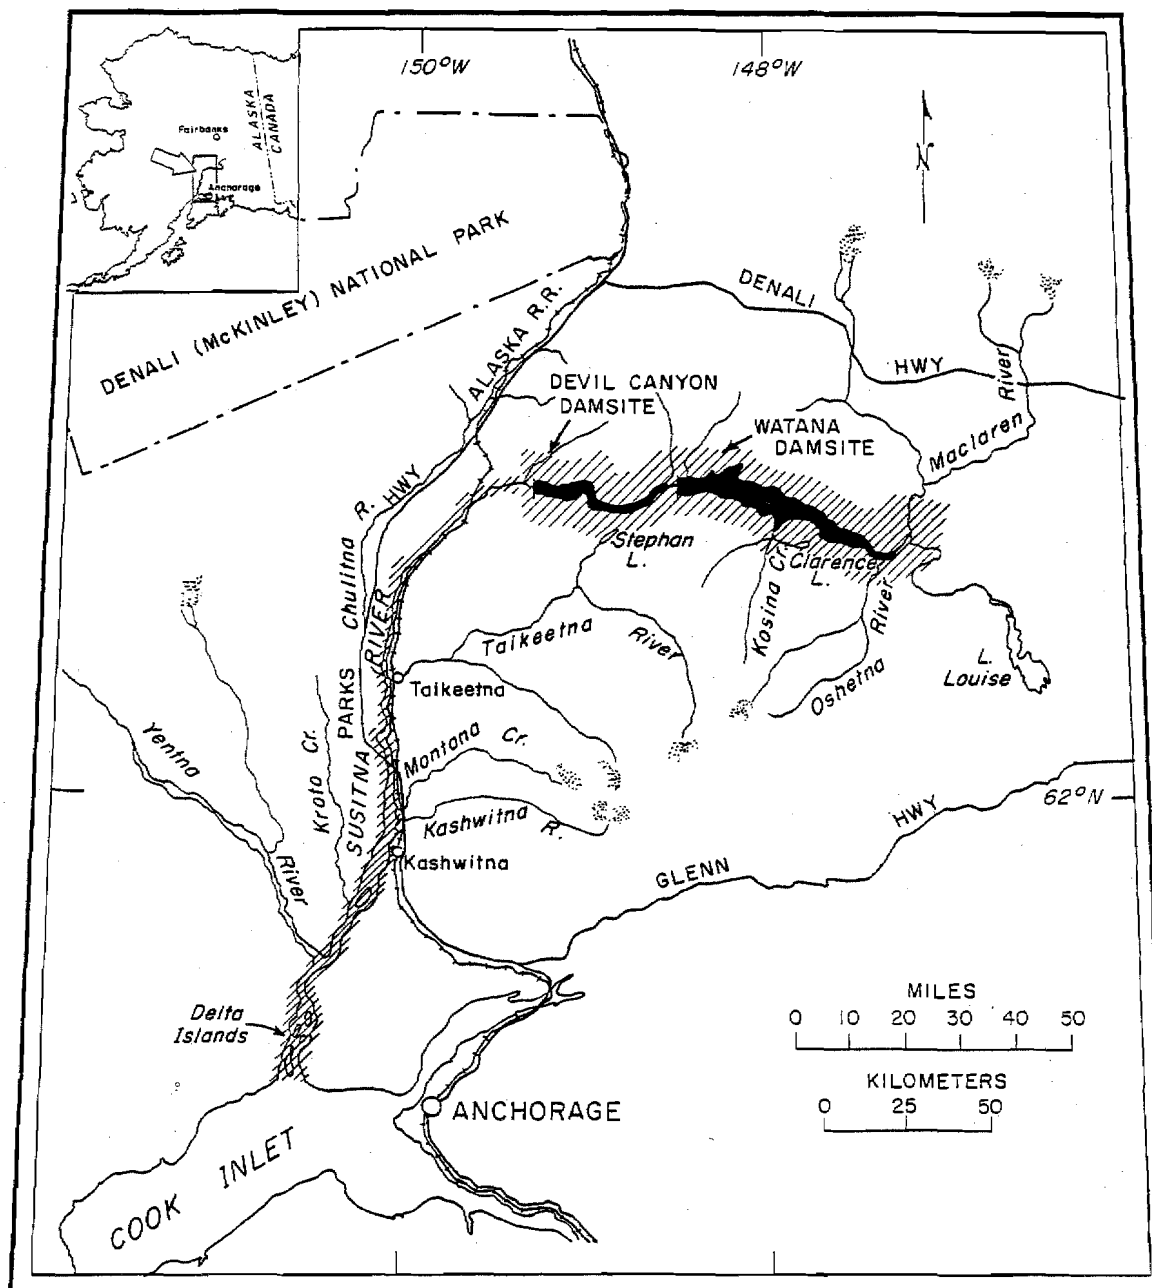 150°W
148°W
ALASKA
CANADA
Fairbanks
Anchorage
N
DENALI (McKINLEY) NATIONAL PARK
DENALI
HWY
ALASKA R.R.
River
Maclaren
DEVIL CANYON
DAMSITE
WATANA
DAMSITE
R.
HWY
Chulitna
PARKS
Stephan
L.
Clarence
L.
Kosina Cr.
River
Oshetna
L.
Louise
RIVER
SUSITNA
Talkeetna
River
Talkeetna
Montana Cr.
Kashwitna R.
Kashwitna
Kroto Cr.
Yentna
River
62°N
GLENN
HWY
Delta
Islands
MILES
0 10 20 30 40 50
KILOMETERS
0 25 50
ANCHORAGE
COOK INLET